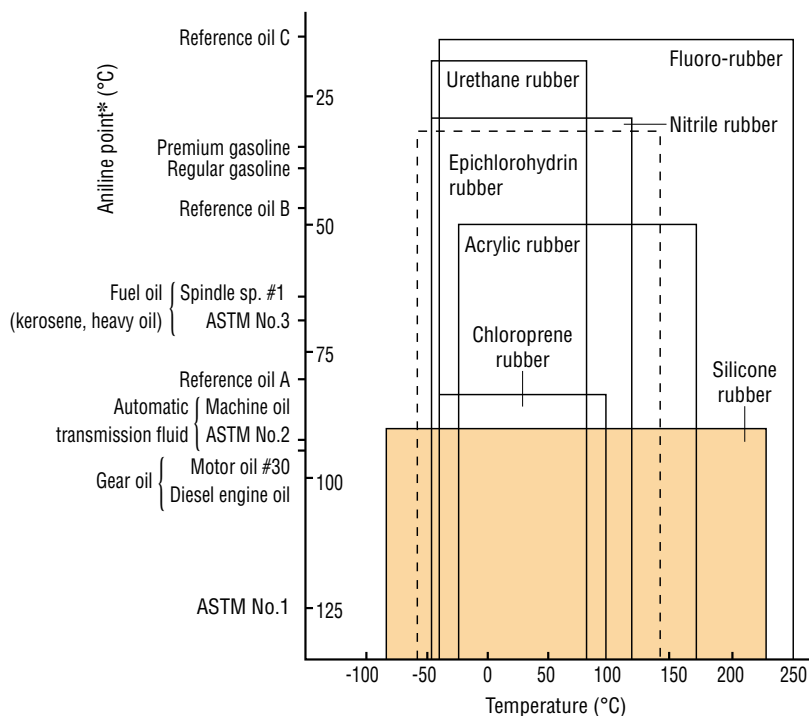 Aniline point* (°C)
Reference oil C
25
Premium gasoline
Regular gasoline
Reference oil B
50
Fuel oil
(kerosene, heavy oil)
Spindle sp. #1
ASTM No.3
75
Reference oil A
Automatic
transmission fluid
Machine oil
ASTM No.2
Gear oil
Motor oil #30
Diesel engine oil
100
ASTM No.1
125
Fluoro-rubber
Urethane rubber
Nitrile rubber
Epichlorohydrin
rubber
Acrylic rubber
Chloroprene
rubber
Silicone
rubber
-100 -50 0 50 100 150 200 250
Temperature (°C)